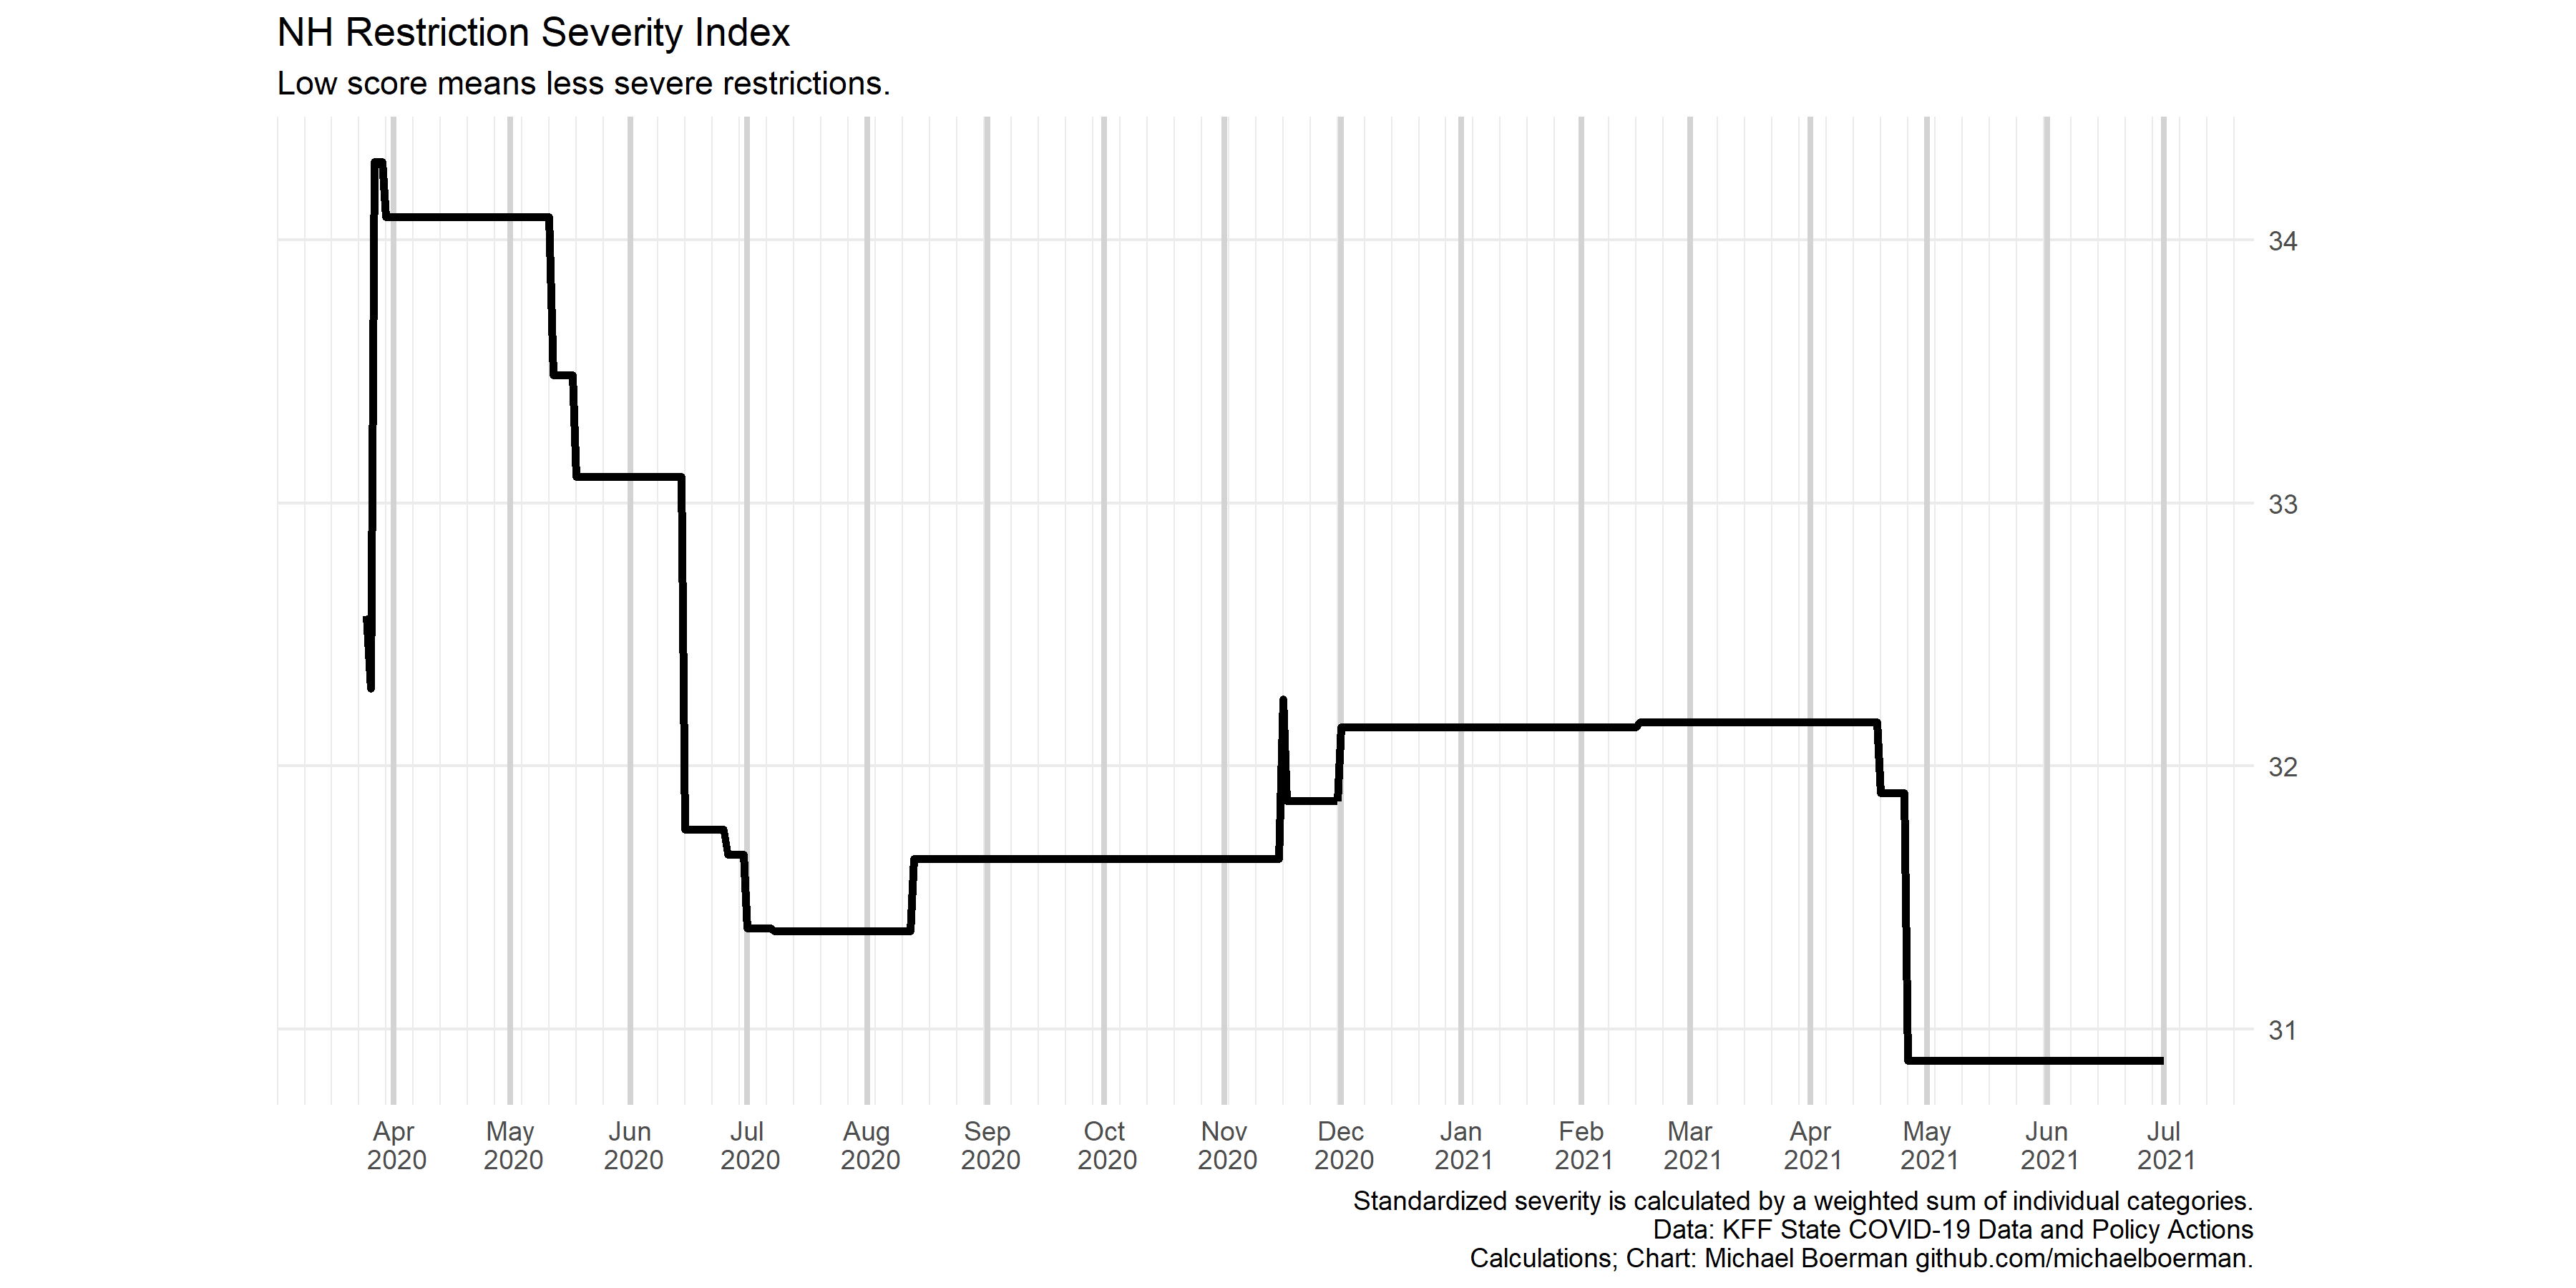 NH Restriction Severity Index
Low score means less severe restrictions.
34
33
32
31
Apr May Jun Jul Aug Sep Oct Nov Dec Jan Feb Mar Apr May Jun Jul
2020 2020 2020 2020 2020 2020 2020 2020 2020 2021 2021 2021 2021 2021 2021 2021
Standardized severity is calculated by a weighted sum of individual categories.
Data: KFF State COVID-19 Data and Policy Actions
Calculations; Chart: Michael Boerman github.com/michaelboerman.